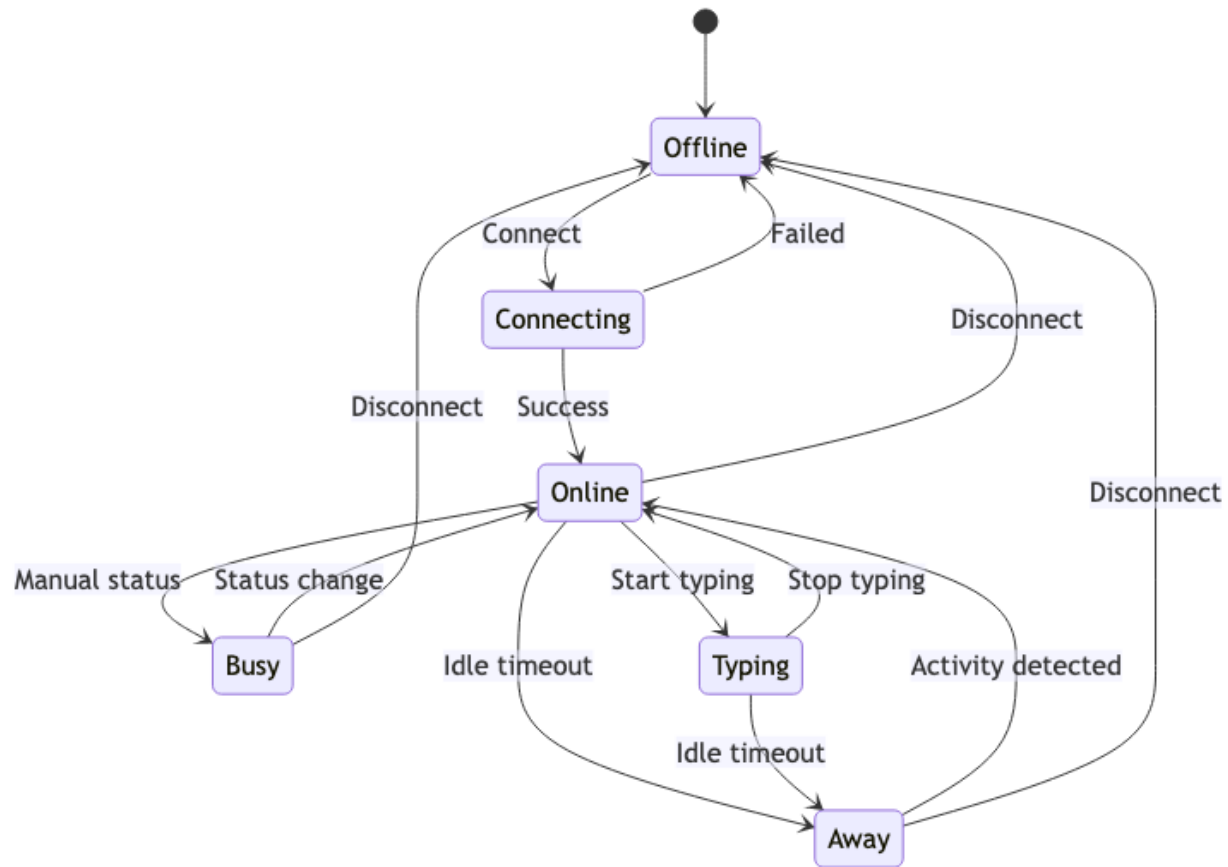 Offline
Connect
Failed
Connecting
Disconnect
Disconnect
Success
Online
Disconnect
Manual status
Status change
Start typing
Stop typing
Busy
Idle timeout
Typing
Activity detected
Idle timeout
Away